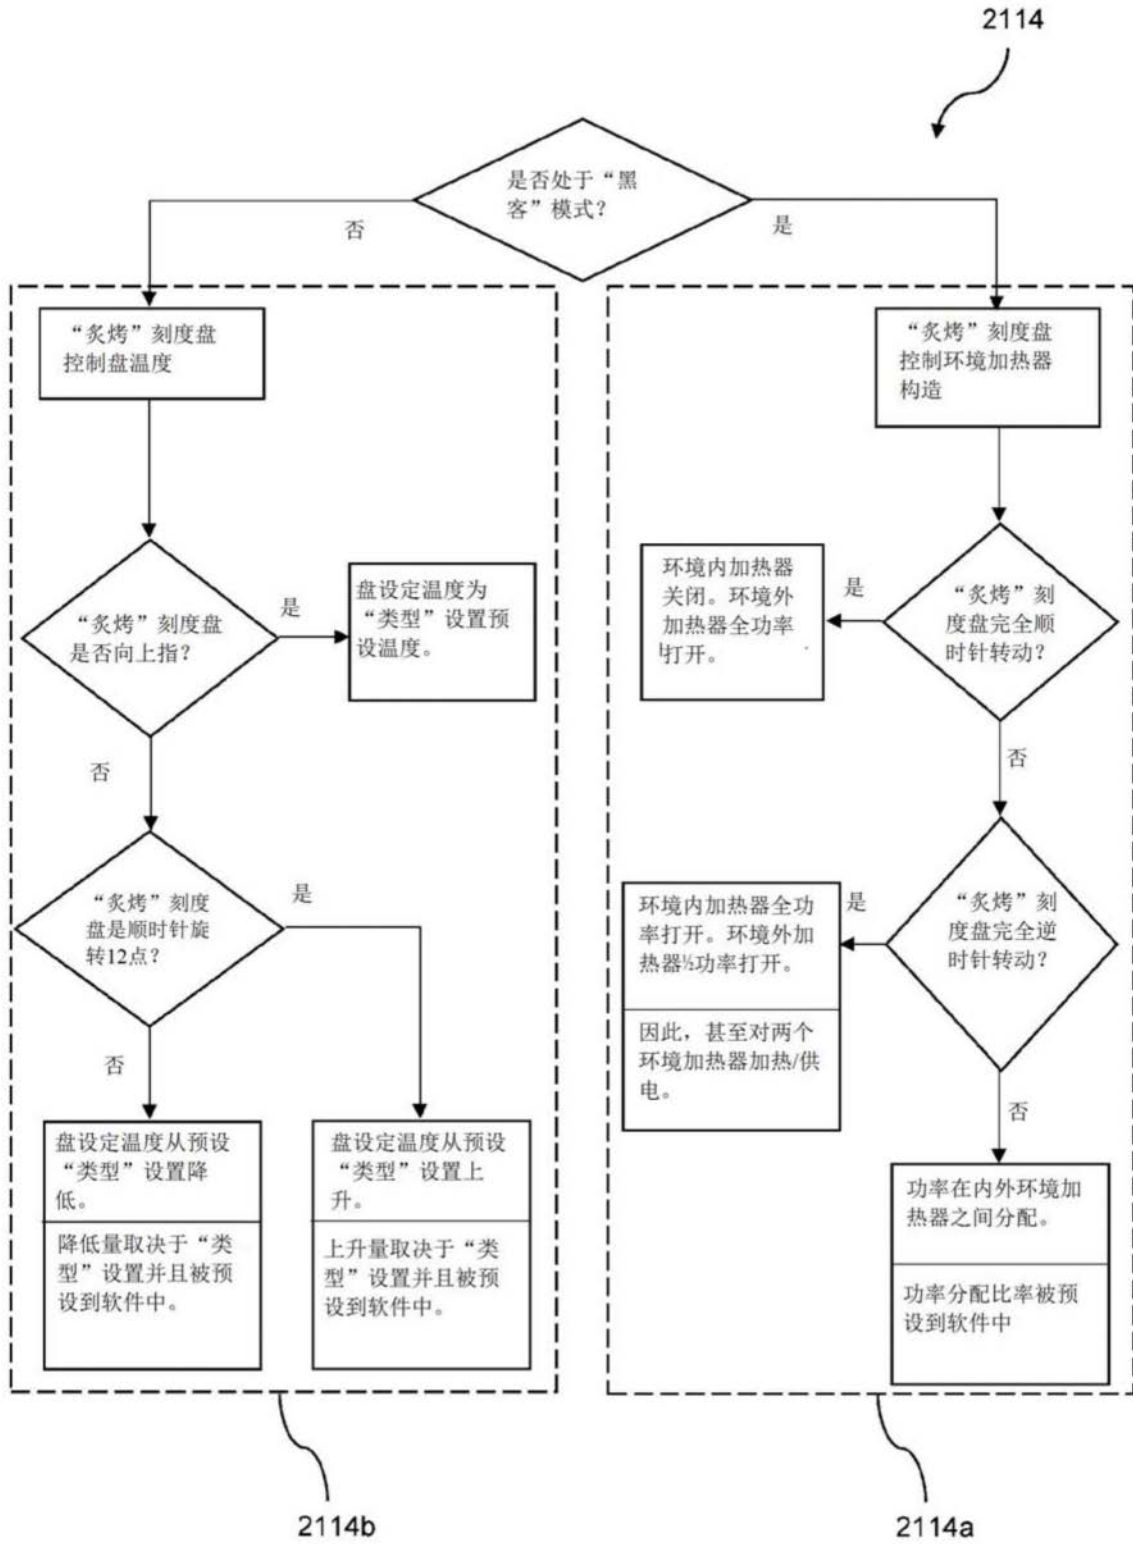 2114
是否处于“黑
客”模式？
否
是
“炙烤”刻度盘
控制盘温度
“炙烤”刻度盘
是否向上指？
是
盘设定温度为
“类型”设置预
设温度。
否
“炙烤”刻度
盘是顺时针旋
转12点？
是
否
盘设定温度从预设
“类型”设置降
低。
降低量取决于“类
型”设置并且被预
设到软件中。
盘设定温度从预设
“类型”设置上
升。
上升量取决于“类
型”设置并且被预
设到软件中。
2114b
“炙烤”刻度盘
控制环境加热器
构造
“炙烤”刻
度盘完全顺
时针转动？
是
环境内加热器
关闭。环境外
加热器全功率
打开。
否
“炙烤”刻
度盘完全逆
时针转动？
是
环境内加热器全功
率打开。环境外加
热器½功率打开。
因此，甚至对两个
环境加热器加热/供
电。
否
功率在内外环境加
热器之间分配。
功率分配比率被预
设到软件中
2114a